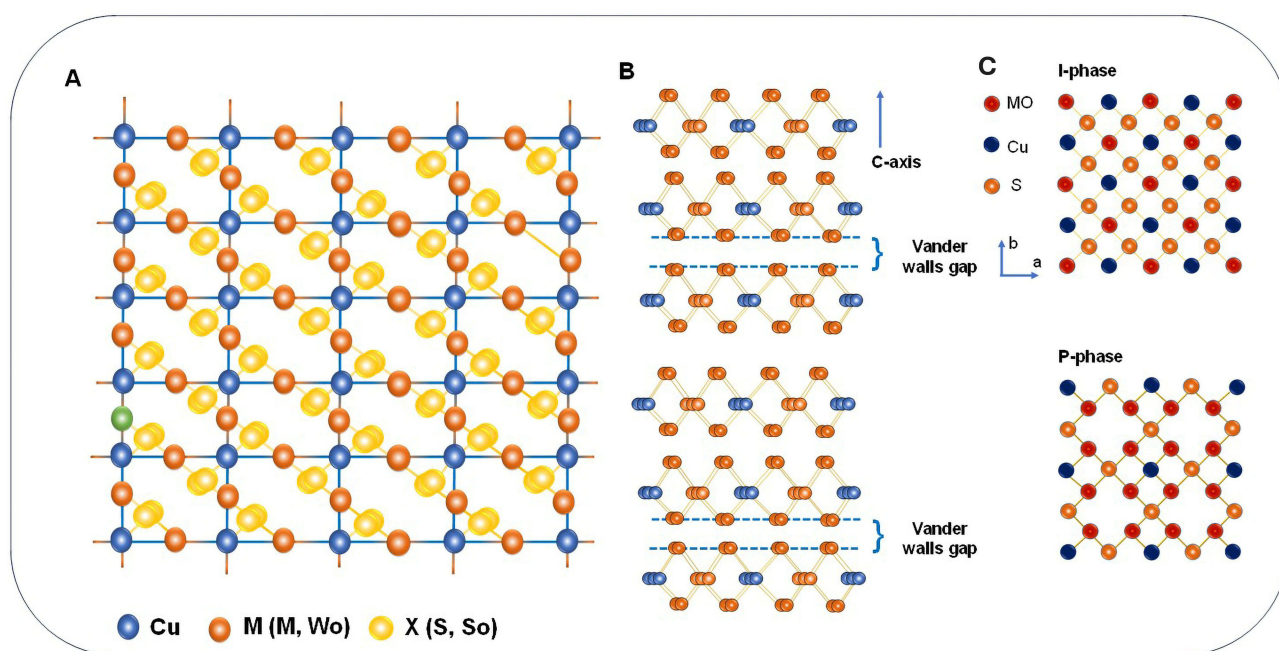 A
Cu
M (M, Wo)
X (S, So)
B
C-axis
Vander
walls gap
}
Vander
walls gap
}
C
I-phase
MO
Cu
S
b
a
P-phase